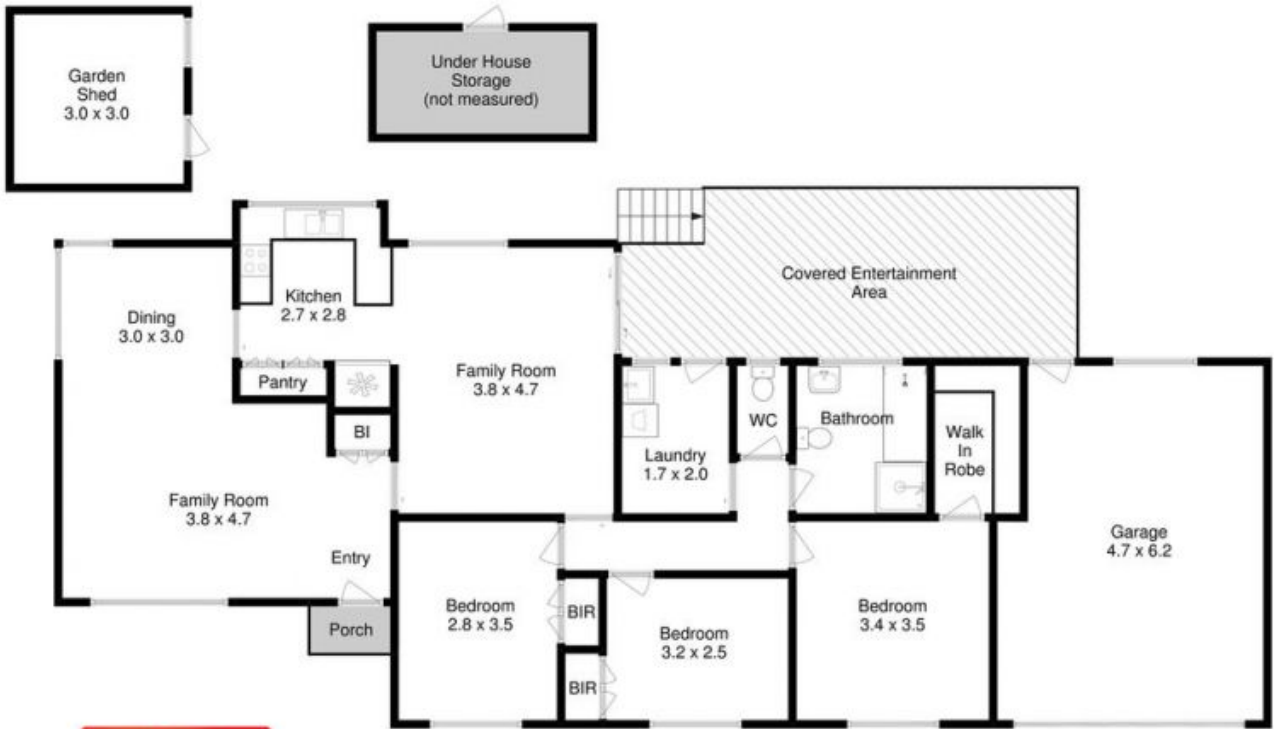 Garden
Shed
3.0 x 3.0
Under House
Storage
(not measured)
Covered Entertainment
Area
Kitchen
2.7 x 2.8
Dining
3.0 x 3.0
Pantry
Family Room
3.8 x 4.7
BI
WC
Bathroom
Walk
In
Robe
Laundry
1.7 x 2.0
Family Room
3.8 x 4.7
Entry
Garage
4.7 x 6.2
Porch
Bedroom
2.8 x 3.5
BIR
BIR
Bedroom
3.2 x 2.5
Bedroom
3.4 x 3.5